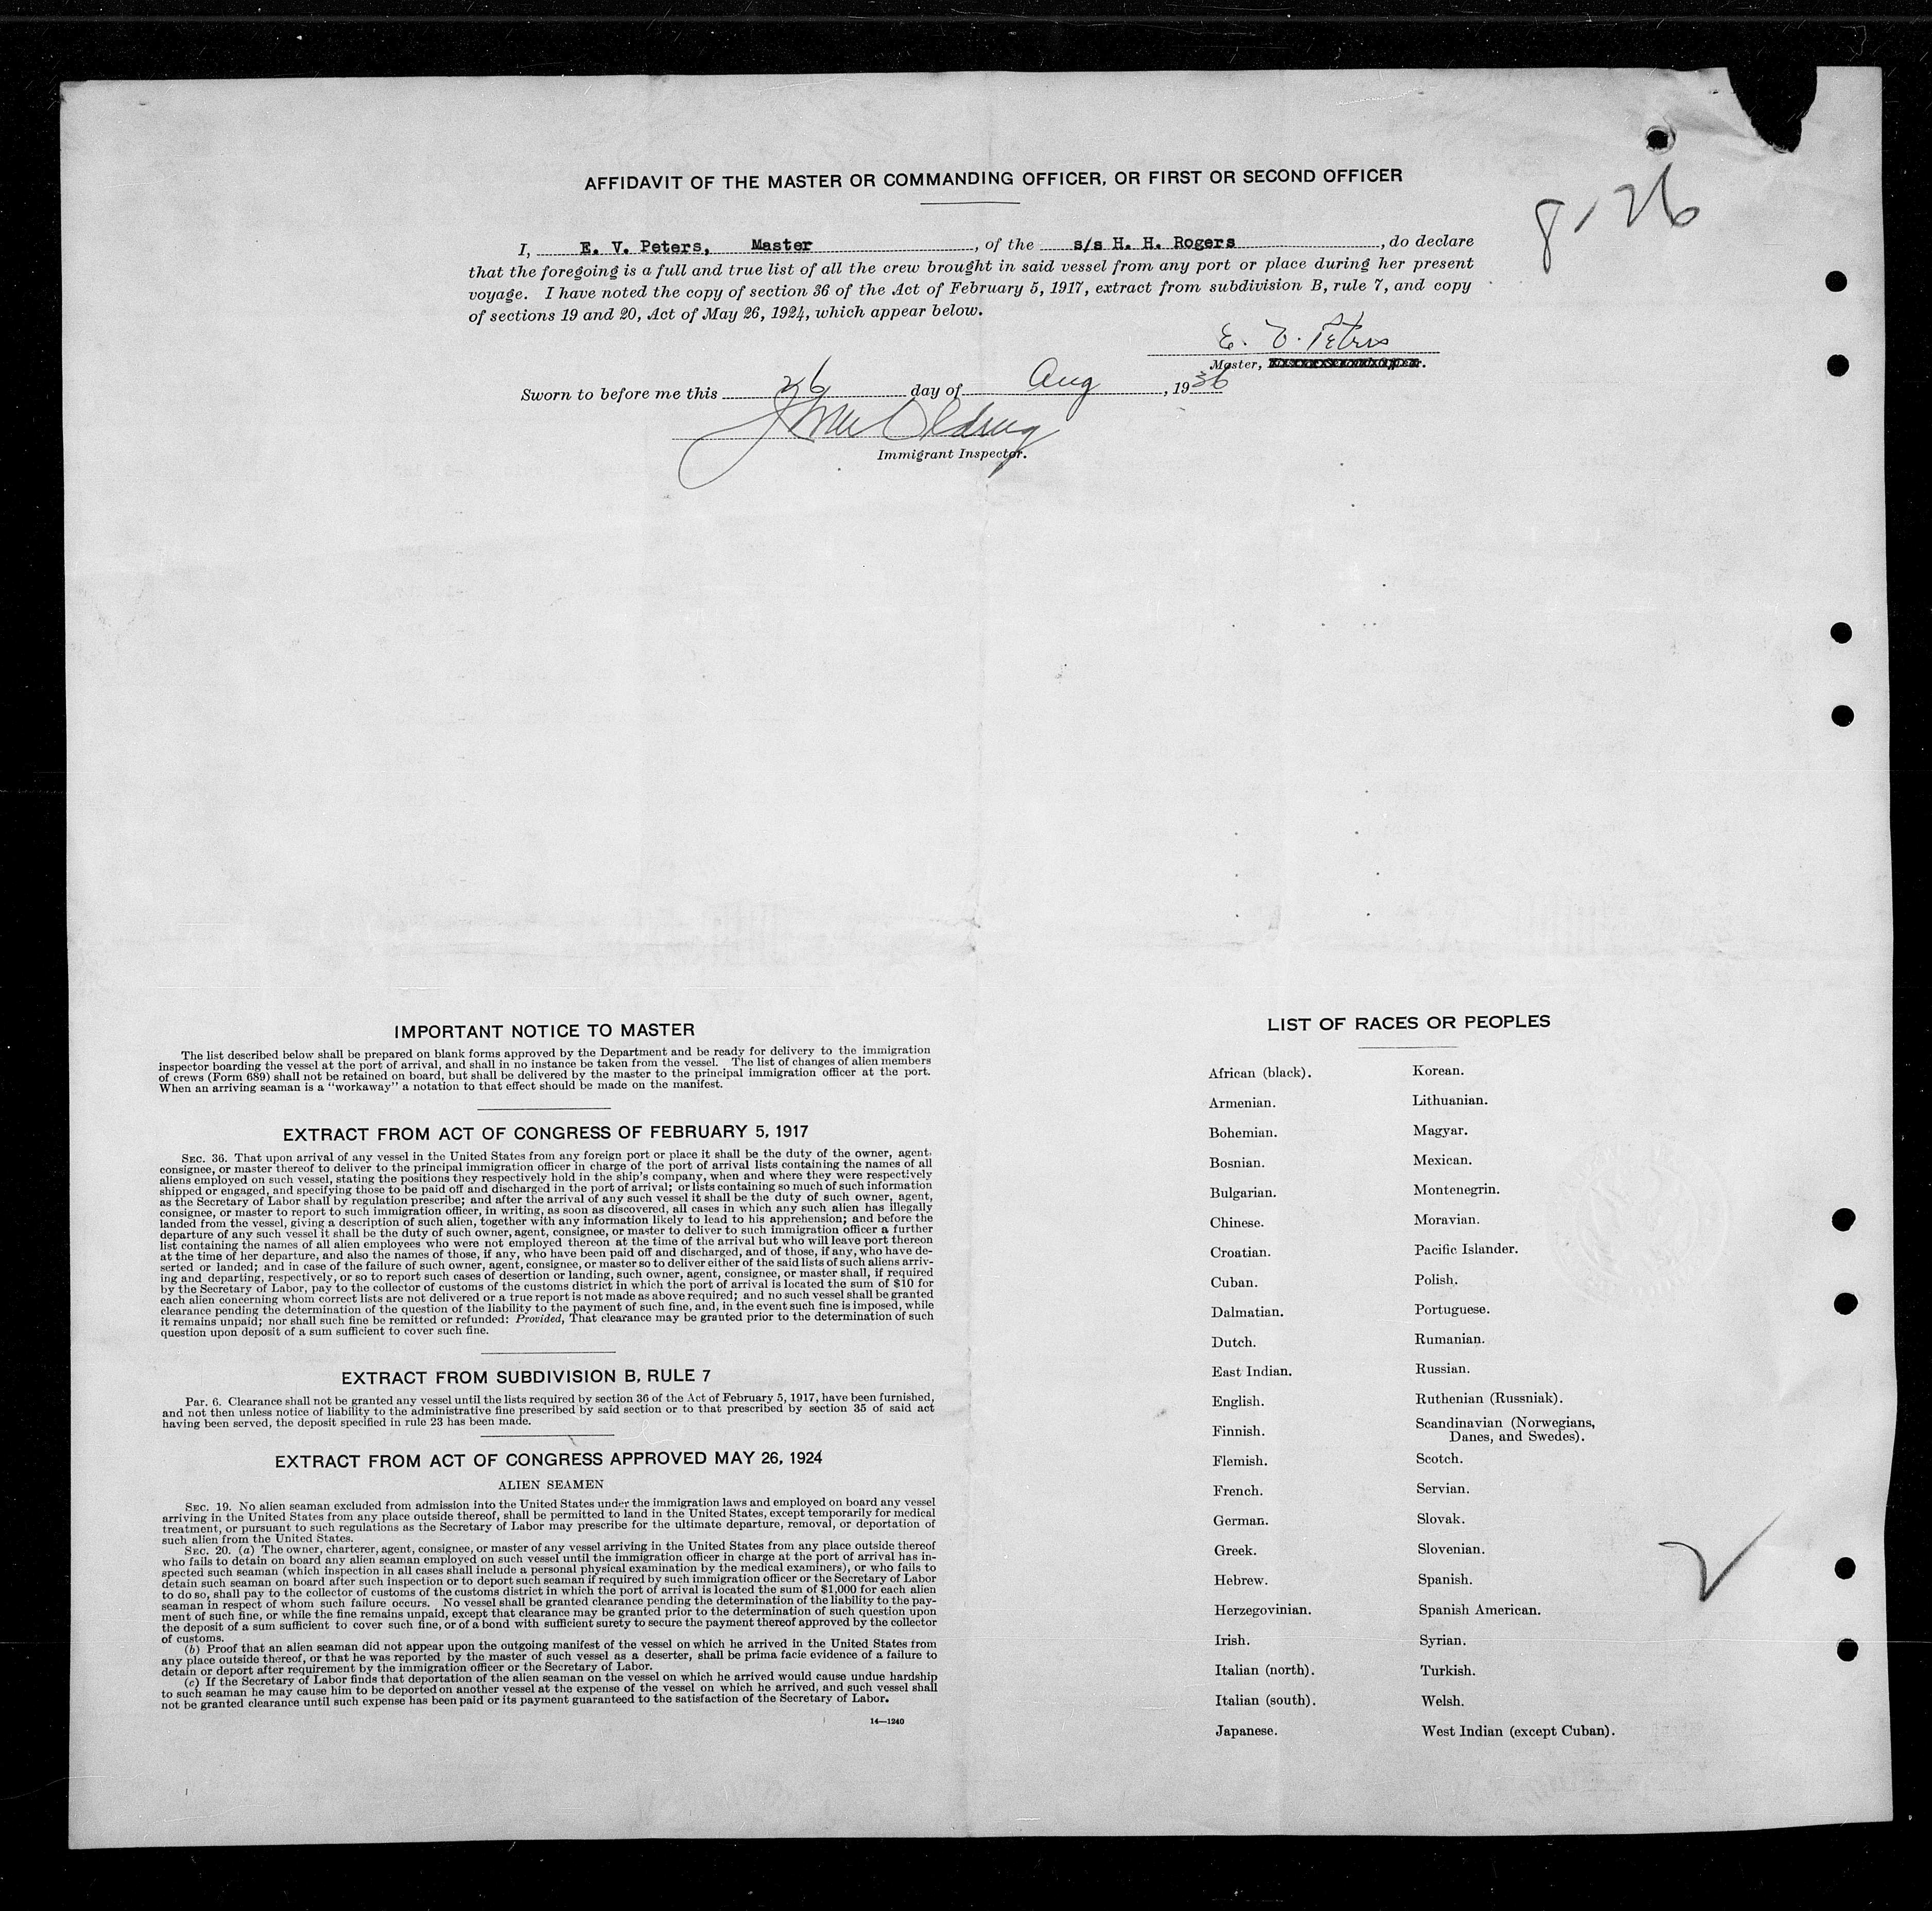 AFFIDAVIT OF THE MASTER OR COMMANDING OFFICER, OR FIRST OR SECOND OFFICER
8/26
I, E. V. Peters, Master, of the s/s H. H. Rogers, do declare
that the foregoing is a full and true list of all the crew brought in said vessel from any port or place during her present
voyage. I have noted the copy of section 36 of the Act of February 5, 1917, extract from subdivision B, rule 7, and copy
of sections 19 and 20, Act of May 26, 1924, which appear below.
E. V. Peters
Master,
Sworn to before me this 26 day of Aug, 1936
Immigrant Inspector.
IMPORTANT NOTICE TO MASTER
The list described below shall be prepared on blank forms approved by the Department and be ready for delivery to the immigration
inspector boarding the vessel at the port of arrival, and shall in no instance be taken from the vessel. The list of changes of alien members
of crews (Form 689) shall not be retained on board, but shall be delivered by the master to the principal immigration officer at the port.
When an arriving seaman is a "workaway" a notation to that effect should be made on the manifest.
EXTRACT FROM ACT OF CONGRESS OF FEBRUARY 5, 1917
SEC. 36. That upon arrival of any vessel in the United States from any foreign port or place it shall be the duty of the owner, agent,
consignee, or master thereof to deliver to the principal immigration officer in charge of the port of arrival lists containing the names of all
aliens employed on such vessel, stating the positions they respectively hold in the ship's company, when and where they were respectively
shipped or engaged, and specifying those to be paid off and discharged in the port of arrival; or lists containing so much of such information
as the Secretary of Labor shall by regulation prescribe; and after the arrival of any such vessel it shall be the duty of such owner, agent,
consignee, or master to report to such immigration officer, in writing, as soon as discovered, all cases in which any such alien has illegally
landed from the vessel, giving a description of such alien, together with any information likely to lead to his apprehension; and before the
departure of any such vessel it shall be the duty of such owner, agent, consignee, or master to deliver to such immigration officer a further
list containing the names of all alien employees who were not employed thereon at the time of the arrival but who will leave port thereon
at the time of her departure, and also the names of those, if any, who have been paid off and discharged, and of those, if any, who have de-
serted or landed; and in case of the failure of such owner, agent, consignee, or master so to deliver either of the said lists of such aliens arriv-
ing and departing, respectively, or so to report such cases of desertion or landing, such owner, agent, consignee, or master shall, if required
by the Secretary of Labor, pay to the collector of customs of the customs district in which the port of arrival is located the sum of $10 for
each alien concerning whom correct lists are not delivered or a true report is not made as above required; and no such vessel shall be granted
clearance pending the determination of the question of the liability to the payment of such fine, and, in the event such fine is imposed, while
it remains unpaid; nor shall such fine be remitted or refunded: Provided, That clearance may be granted prior to the determination of such
question upon deposit of a sum sufficient to cover such fine.
EXTRACT FROM SUBDIVISION B, RULE 7
Par. 6. Clearance shall not be granted any vessel until the lists required by section 36 of the Act of February 5, 1917, have been furnished,
and not then unless notice of liability to the administrative fine prescribed by said section or to that prescribed by section 35 of said act
having been served, the deposit specified in rule 23 has been made.
EXTRACT FROM ACT OF CONGRESS APPROVED MAY 26, 1924
ALIEN SEAMEN
SEC. 19. No alien seaman excluded from admission into the United States under the immigration laws and employed on board any vessel
arriving in the United States from any place outside thereof, shall be permitted to land in the United States, except temporarily for medical
treatment, or pursuant to such regulations as the Secretary of Labor may prescribe for the ultimate departure, removal, or deportation of
such alien from the United States.
SEC. 20. (a) The owner, charterer, agent, consignee, or master of any vessel arriving in the United States from any place outside thereof
who fails to detain on board any alien seaman employed on such vessel until the immigration officer in charge at the port of arrival has in-
spected such seaman (which inspection in all cases shall include a personal physical examination by the medical examiners), or who fails to
detain such seaman on board after such inspection or to deport such seaman if required by such immigration officer or the Secretary of Labor
to do so, shall pay to the collector of customs of the customs district in which the port of arrival is located the sum of $1,000 for each alien
seaman in respect of whom such failure occurs. No vessel shall be granted clearance pending the determination of the liability to the pay-
ment of such fine, or while the fine remains unpaid, except that clearance may be granted prior to the determination of such question upon
the deposit of a sum sufficient to cover such fine, or of a bond with sufficient surety to secure the payment thereof approved by the collector
of customs.
(b) Proof that an alien seaman did not appear upon the outgoing manifest of the vessel on which he arrived in the United States from
any place outside thereof, or that he was reported by the master of such vessel as a deserter, shall be prima facie evidence of a failure to
detain or deport after requirement by the immigration officer or the Secretary of Labor.
(c) If the Secretary of Labor finds that deportation of the alien seaman on the vessel on which he arrived would cause undue hardship
to such seaman he may cause him to be deported on another vessel at the expense of the vessel on which he arrived, and such vessel shall
not be granted clearance until such expense has been paid or its payment guaranteed to the satisfaction of the Secretary of Labor.
14—1240
LIST OF RACES OR PEOPLES
African (black).
Armenian.
Bohemian.
Bosnian.
Bulgarian.
Chinese.
Croatian.
Cuban.
Dalmatian.
Dutch.
East Indian.
English.
Finnish.
Flemish.
French.
German.
Greek.
Hebrew.
Herzegovinian.
Irish.
Italian (north).
Italian (south).
Japanese.
Korean.
Lithuanian.
Magyar.
Mexican.
Montenegrin.
Moravian.
Pacific Islander.
Polish.
Portuguese.
Rumanian.
Russian.
Ruthenian (Russniak).
Scandinavian (Norwegians,
Danes, and Swedes).
Scotch.
Servian.
Slovak.
Slovenian.
Spanish.
Spanish American.
Syrian.
Turkish.
Welsh.
West Indian (except Cuban).